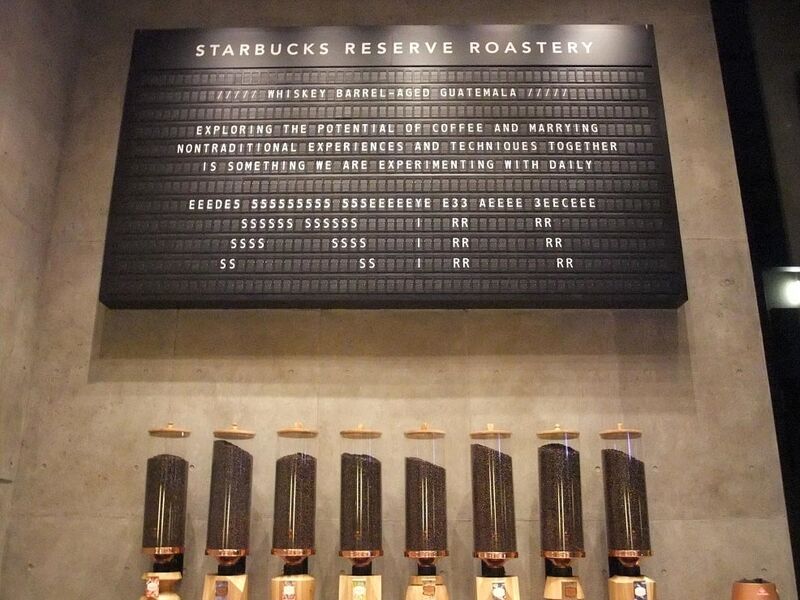 STARBUCKS RESERVE ROASTERY
///// WHISKEY BARREL-AGED GUATEMALA /////
EXPLORING THE POTENTIAL OF COFFEE AND MARRYING
NONTRADITIONAL EXPERIENCES AND TECHNIQUES TOGETHER
IS SOMETHING WE ARE EXPERIMENTING WITH DAILY
EEEDES 555555555 55SEEEEEYE E33 AEEEE 3EECEEE
SSSSSS SSSSSS I RR RR
SSSS SSSS I RR RR
SS SS I RR RR